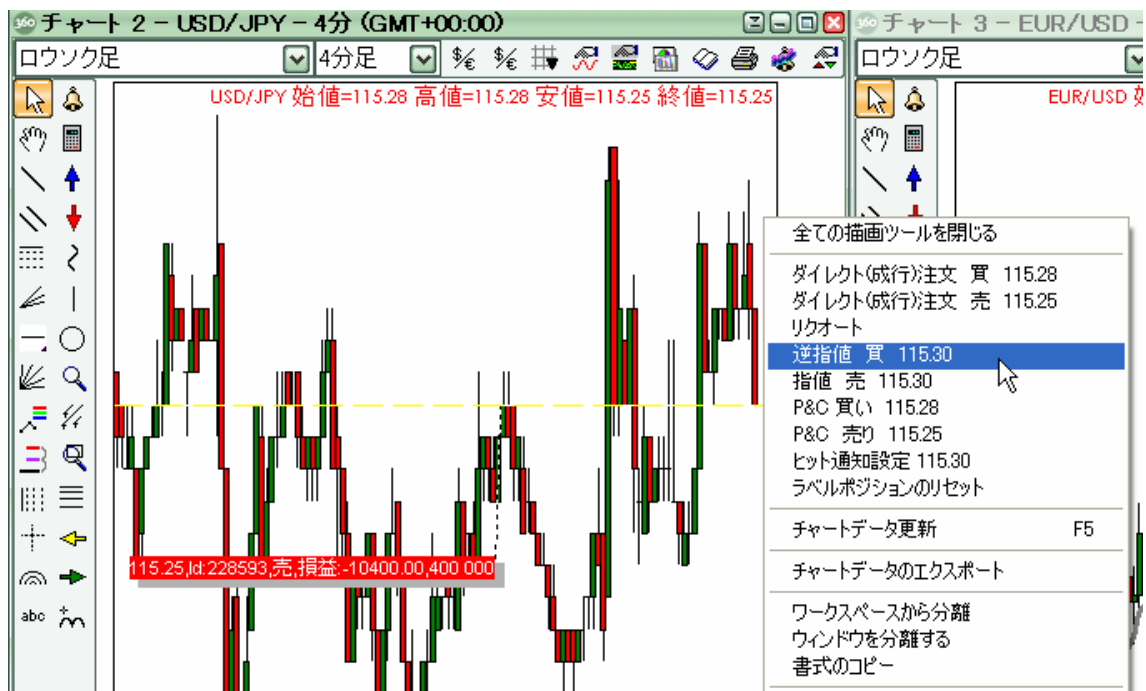 チャート 2 - USD/JPY - 4分 (GMT+00:00)
チャート 3 - EUR/USD -
ロウソク足
4分足
ロウソク足
USD/JPY 始値=115.28 高値=115.28 安値=115.25 終値=115.25
EUR/USD 始
全ての描画ツールを閉じる
ダイレクト(成行)注文 買 115.28
ダイレクト(成行)注文 売 115.25
リクオート
逆指値 買 115.30
指値 売 115.30
P&C 買い 115.28
P&C 売り 115.25
ヒット通知設定 115.30
ラベルポジションのリセット
チャートデータ更新 F5
チャートデータのエクスポート
ワークスペースから分離
ウィンドウを分離する
書式のコピー
115.25,Id:228593,売,損益:-10400.00,400 000
abc